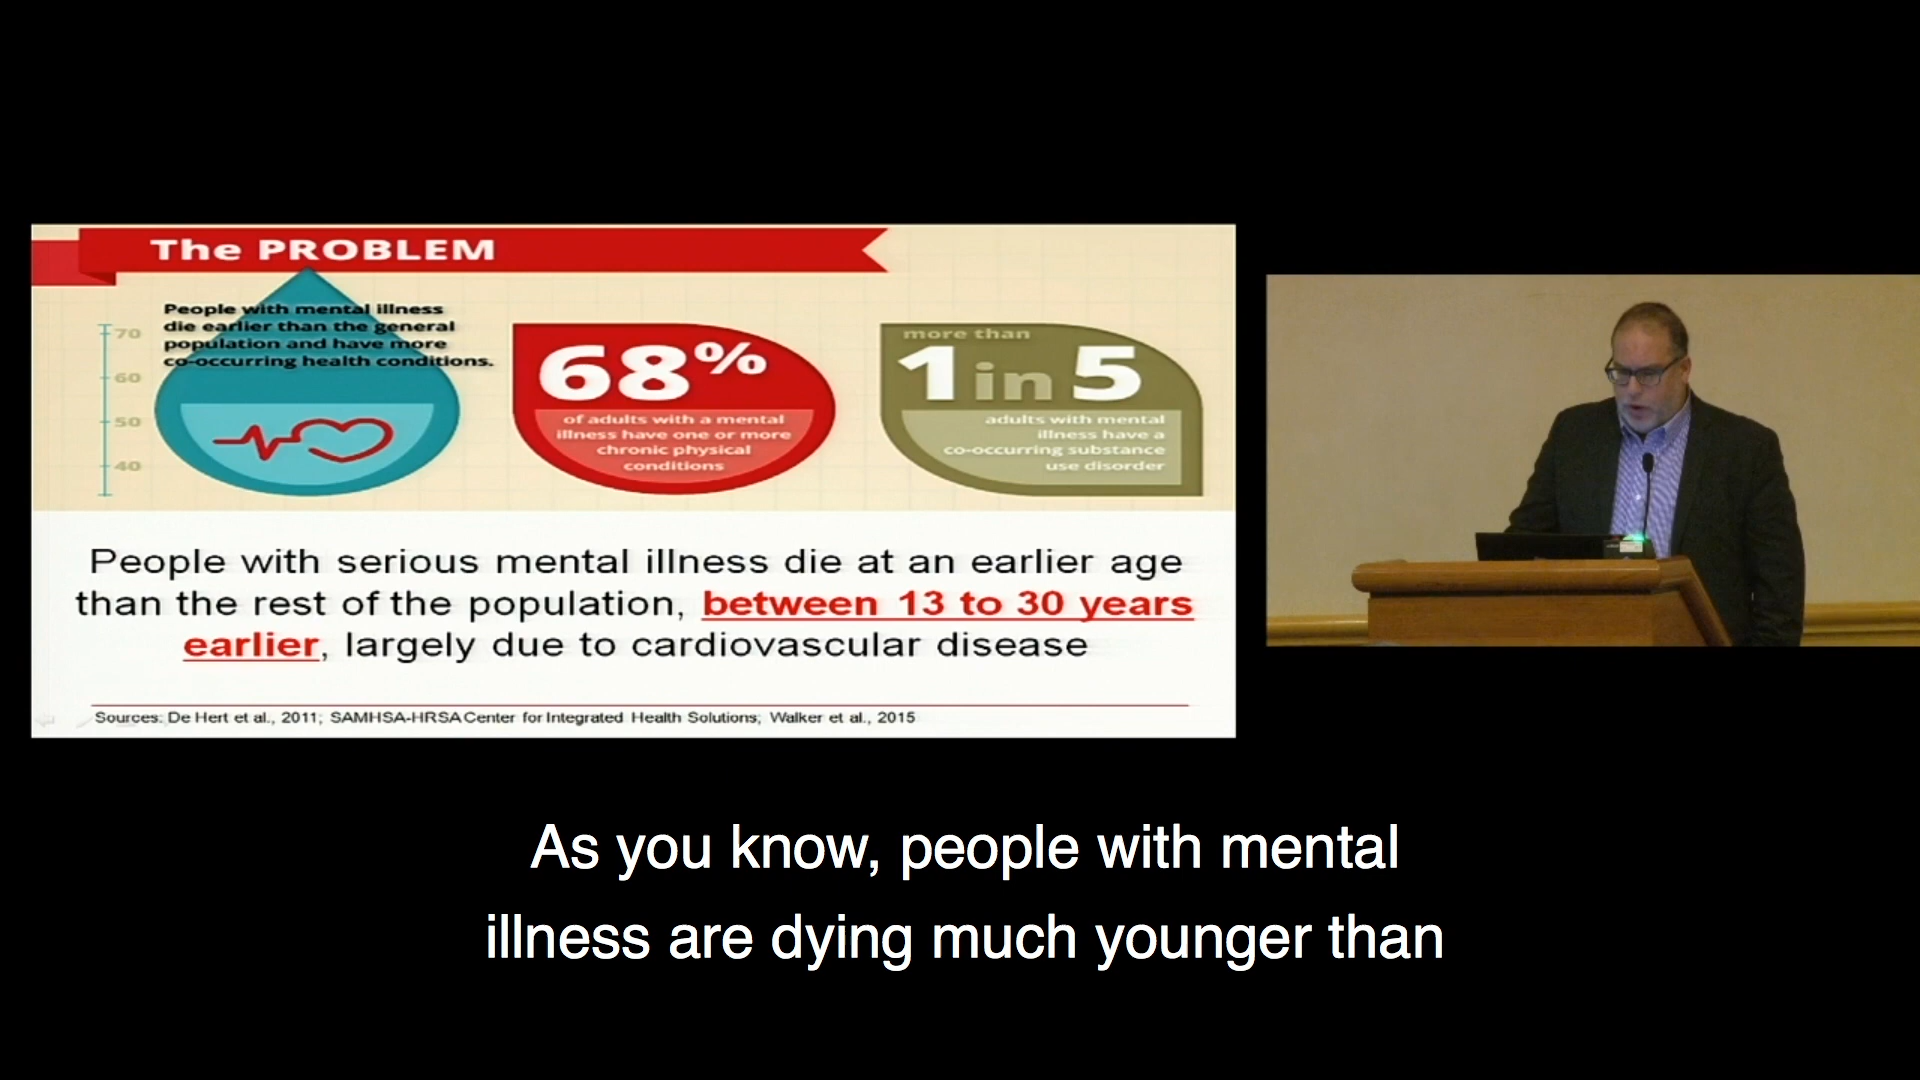 The PROBLEM
People with mental illness
die earlier than the general
population and have more
co-occurring health conditions.
70
60
50
40
68%
of adults with a mental
illness have one or more
chronic physical
conditions
more than
1 in 5
adults with mental
illness have a
co-occurring substance
use disorder
People with serious mental illness die at an earlier age
than the rest of the population, between 13 to 30 years
earlier, largely due to cardiovascular disease
Sources: De Hert et al., 2011; SAMHSA-HRSA Center for Integrated Health Solutions; Walker et al., 2015
As you know, people with mental
illness are dying much younger than